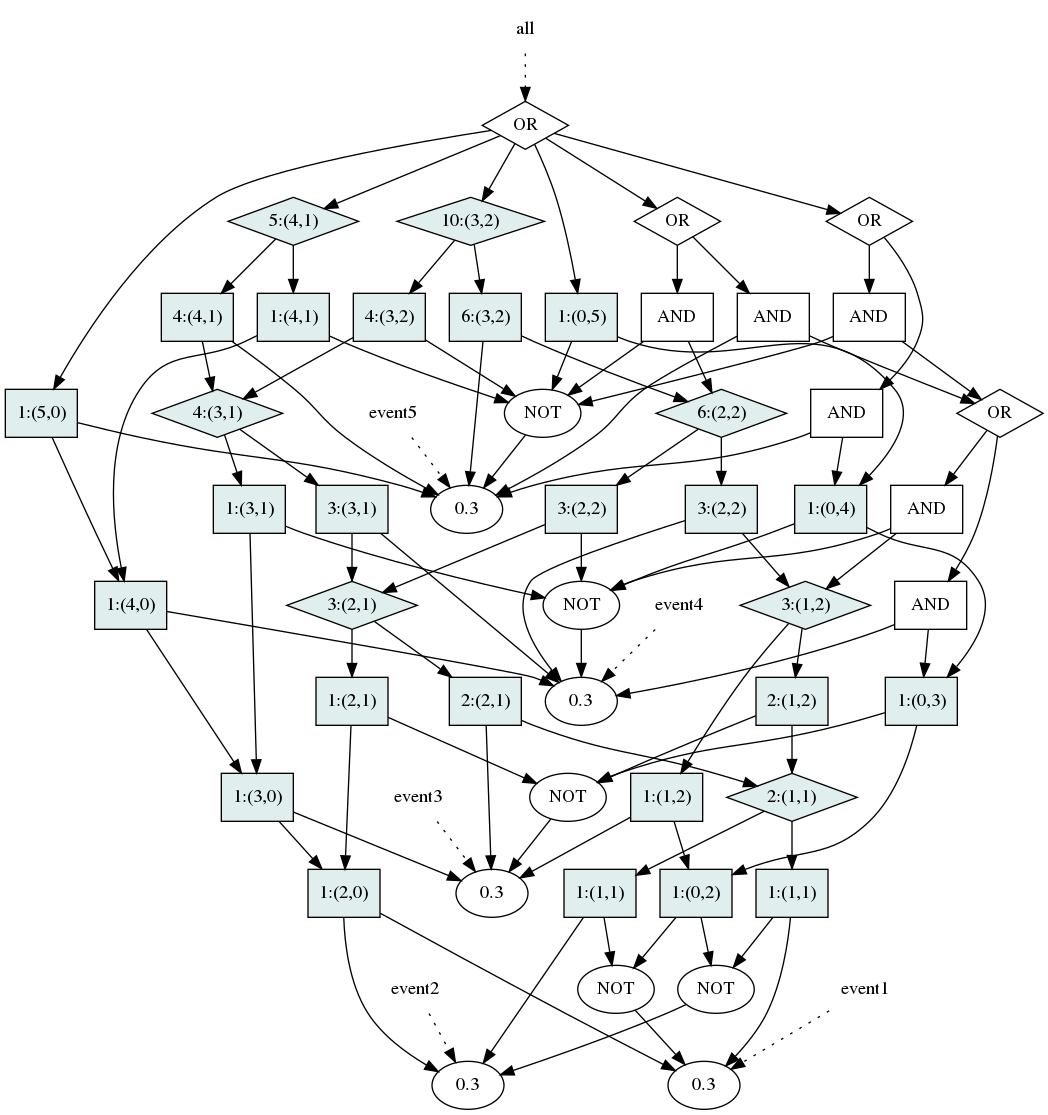 all
OR
5:(4,1)
10:(3,2)
OR
OR
4:(4,1)
1:(4,1)
4:(3,2)
6:(3,2)
1:(0,5)
AND
AND
AND
1:(5,0)
4:(3,1)
event5
NOT
6:(2,2)
AND
OR
1:(3,1)
3:(3,1)
0.3
3:(2,2)
3:(2,2)
1:(0,4)
AND
1:(4,0)
3:(2,1)
NOT
event4
3:(1,2)
AND
1:(2,1)
2:(2,1)
0.3
2:(1,2)
1:(0,3)
1:(3,0)
event3
NOT
1:(1,2)
2:(1,1)
1:(2,0)
0.3
1:(1,1)
1:(0,2)
1:(1,1)
event2
NOT
NOT
event1
0.3
0.3